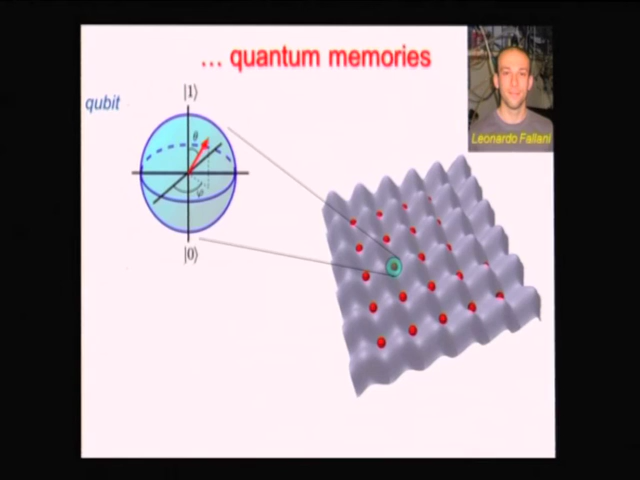 ... quantum memories
qubit
|1⟩
θ
φ
|0⟩
Leonardo Fallani